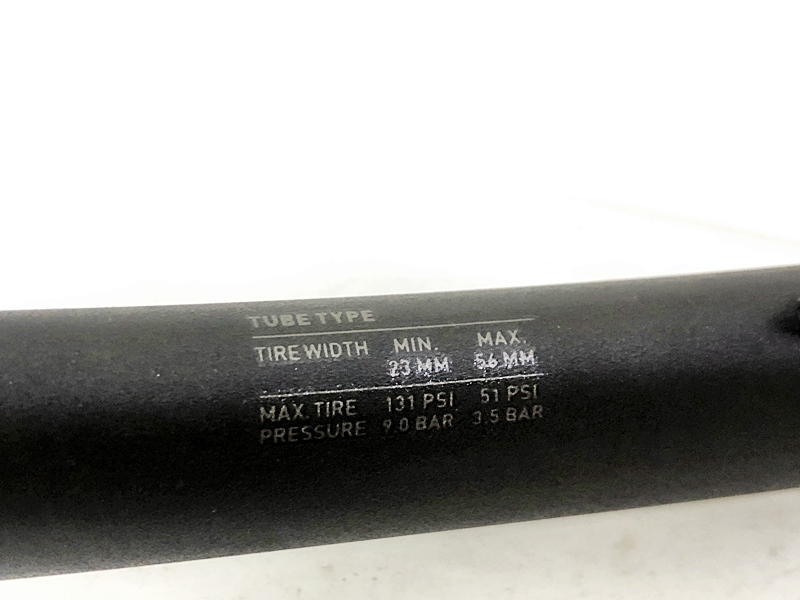 TUBE TYPE
TIRE WIDTH MIN. MAX.
23 MM 56 MM
MAX. TIRE 131 PSI 51 PSI
PRESSURE 9.0 BAR 3.5 BAR